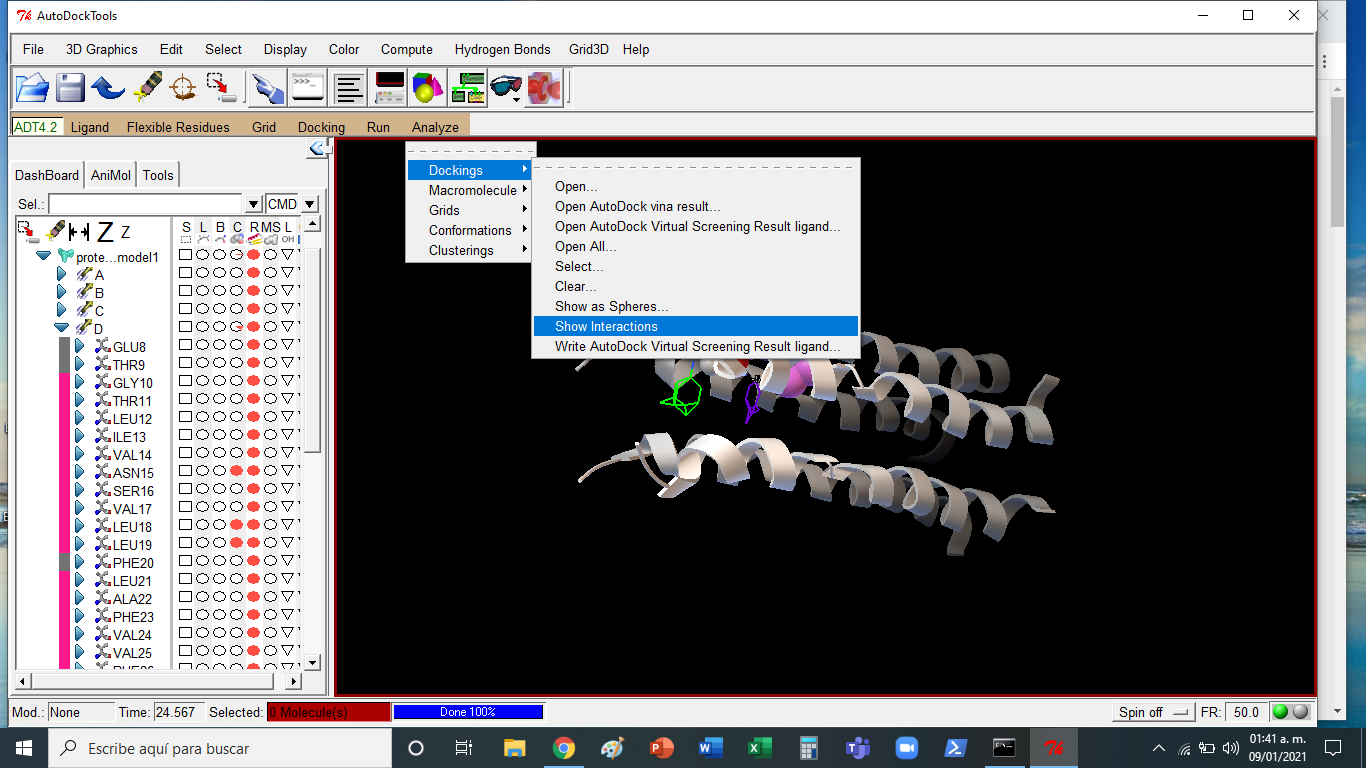 AutoDockTools
File 3D Graphics Edit Select Display Color Compute Hydrogen Bonds Grid3D Help
>>>
ADT4.2 Ligand Flexible Residues Grid Docking Run Analyze
DashBoard AniMol Tools
Sel.: CMD
Z Z S L B C R MS L
OH
prote...model1
A
B
C
D
GLU8
THR9
GLY10
THR11
LEU12
ILE13
VAL14
ASN15
SER16
VAL17
LEU18
LEU19
PHE20
LEU21
ALA22
PHE23
VAL24
VAL25
Dockings
Macromolecule
Grids
Conformations
Clusterings
Open...
Open AutoDock vina result...
Open AutoDock Virtual Screening Result ligand...
Open All...
Select...
Clear...
Show as Spheres...
Show Interactions
Write AutoDock Virtual Screening Result ligand...
Mod.: None Time: 24.567 Selected: 0 Molecule(s) Done 100% Spin off FR: 50.0
Escribe aquí para buscar
01:41 a. m.
09/01/2021